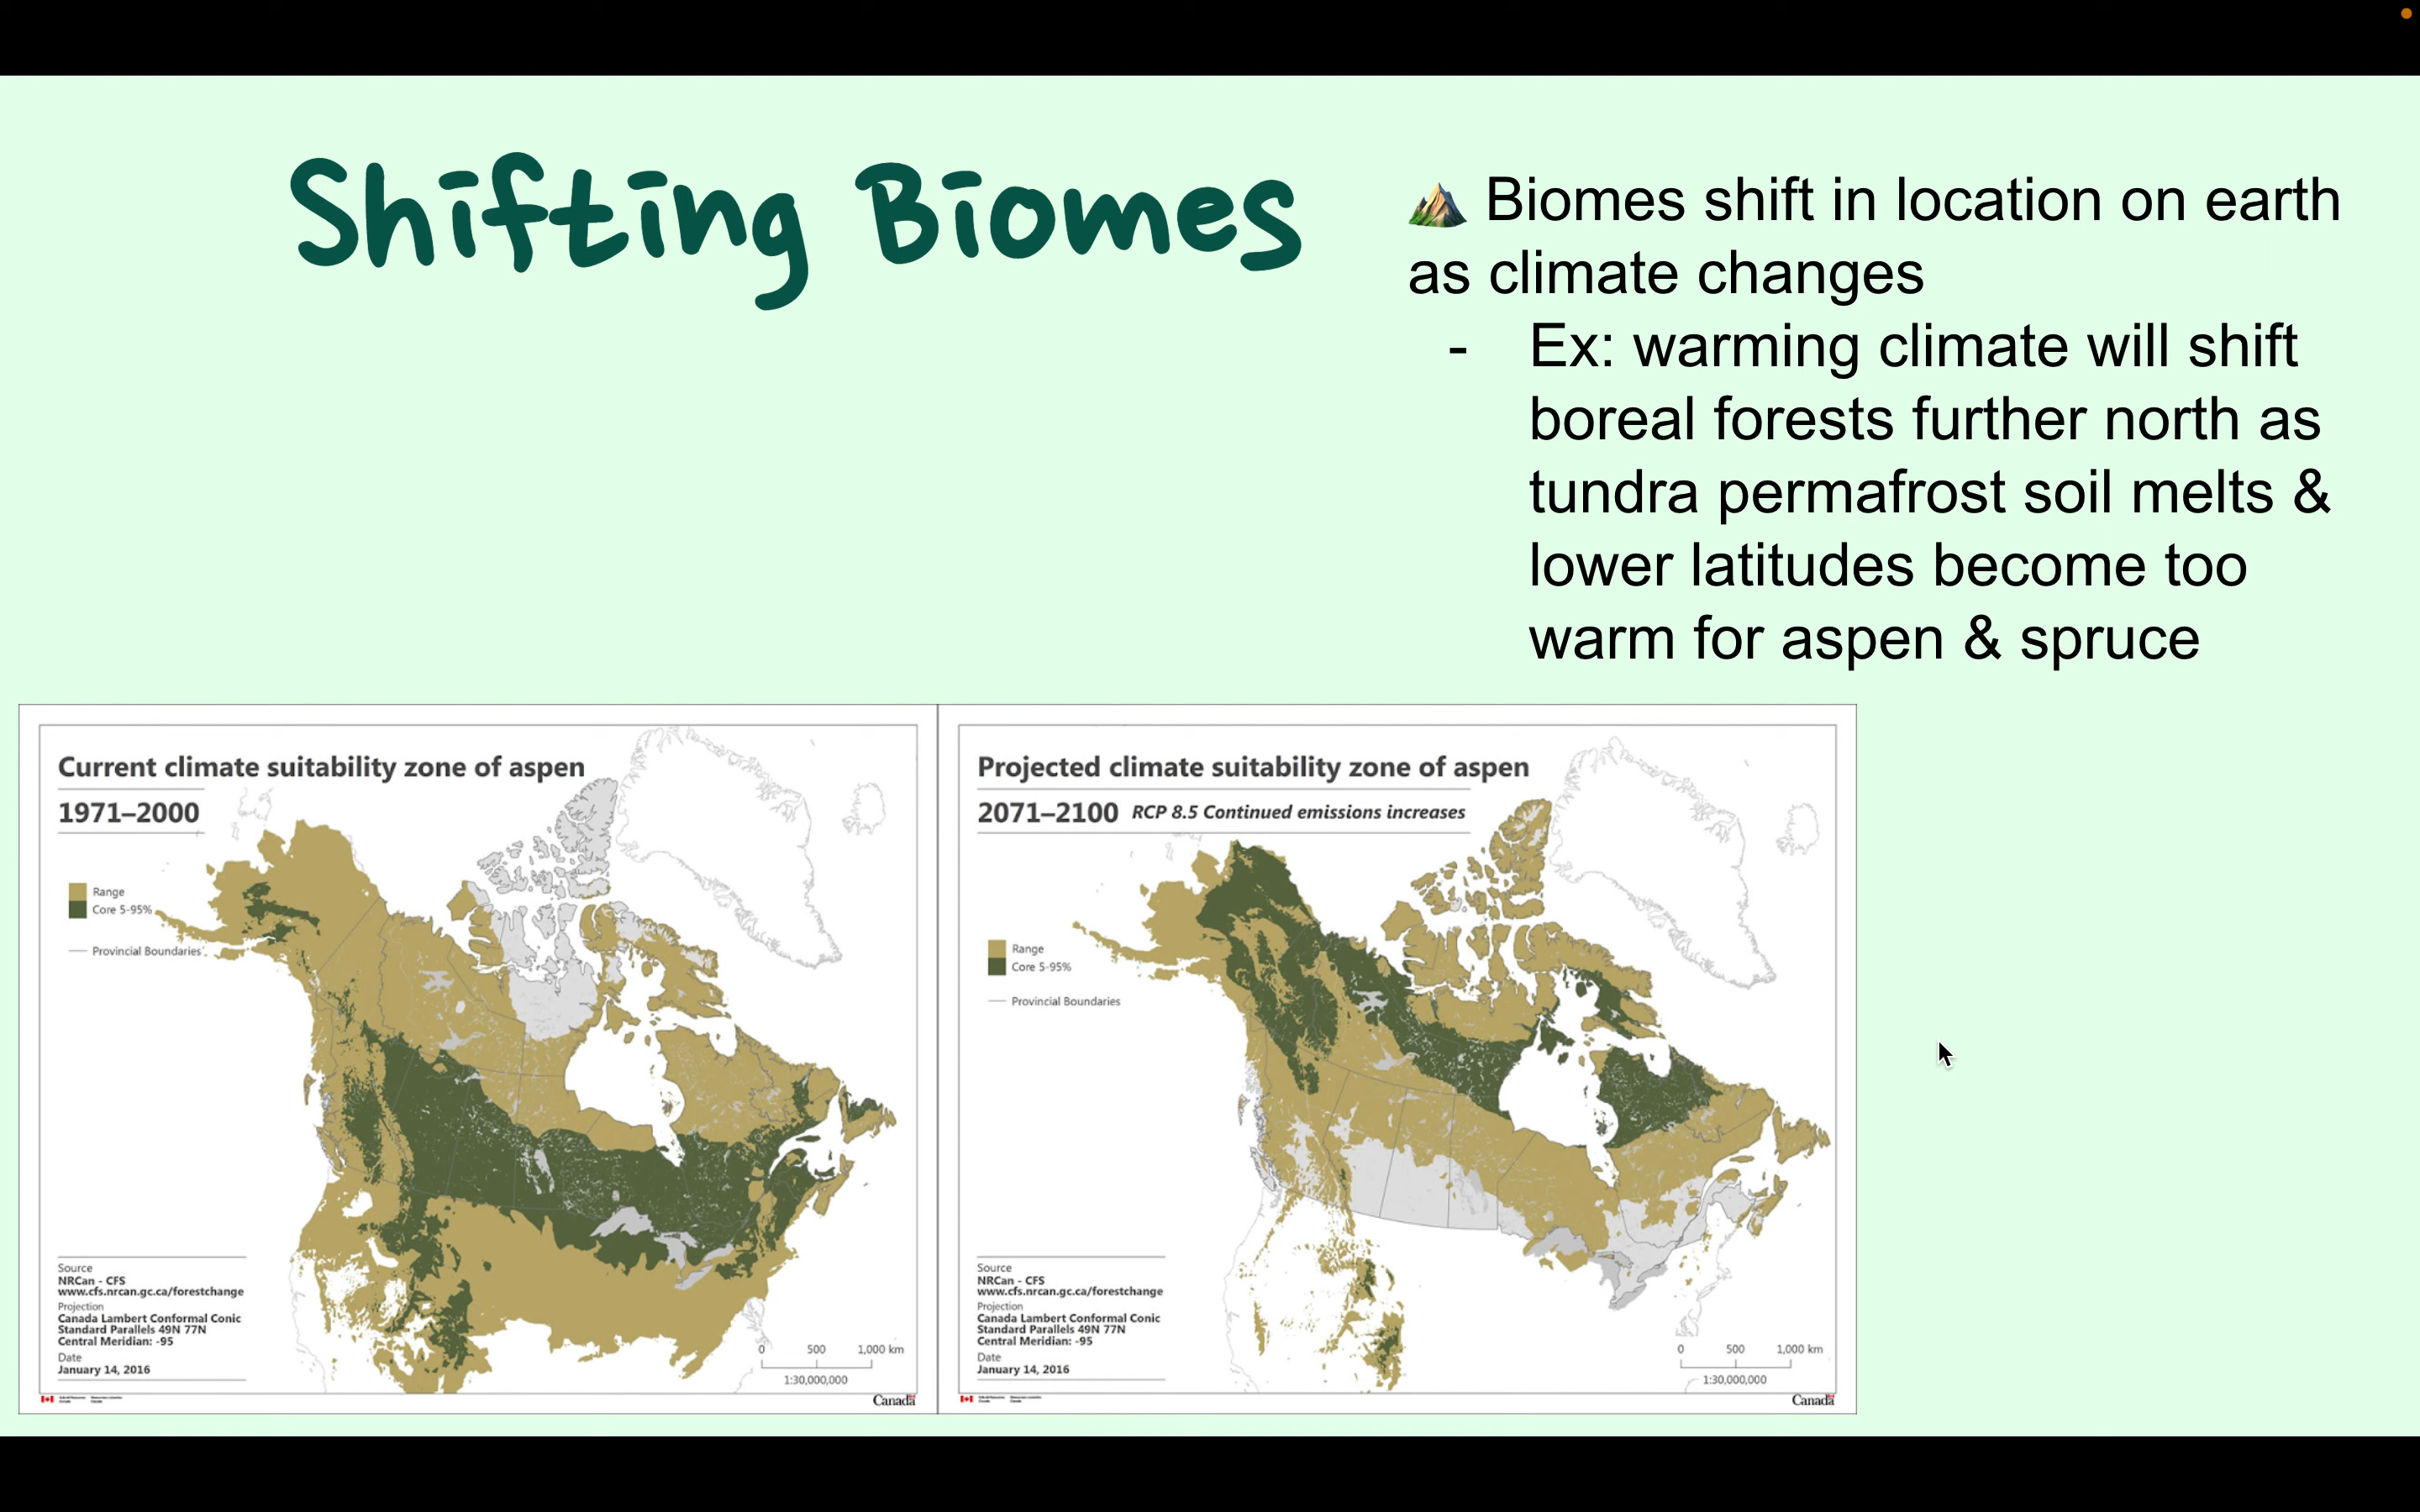 Shifting Biomes
Biomes shift in location on earth
as climate changes
- Ex: warming climate will shift
boreal forests further north as
tundra permafrost soil melts &
lower latitudes become too
warm for aspen & spruce
Current climate suitability zone of aspen
1971–2000
Range
Core 5-95%
Provincial Boundaries
Source
NRCan - CFS
www.cfs.nrcan.gc.ca/forestchange
Projection
Canada Lambert Conformal Conic
Standard Parallels 49N 77N
Central Meridian: -95
Date
January 14, 2016
0 500 1,000 km
1:30,000,000
Canada
Projected climate suitability zone of aspen
2071–2100 RCP 8.5 Continued emissions increases
Range
Core 5-95%
Provincial Boundaries
Source
NRCan - CFS
www.cfs.nrcan.gc.ca/forestchange
Projection
Canada Lambert Conformal Conic
Standard Parallels 49N 77N
Central Meridian: -95
Date
January 14, 2016
0 500 1,000 km
1:30,000,000
Canada